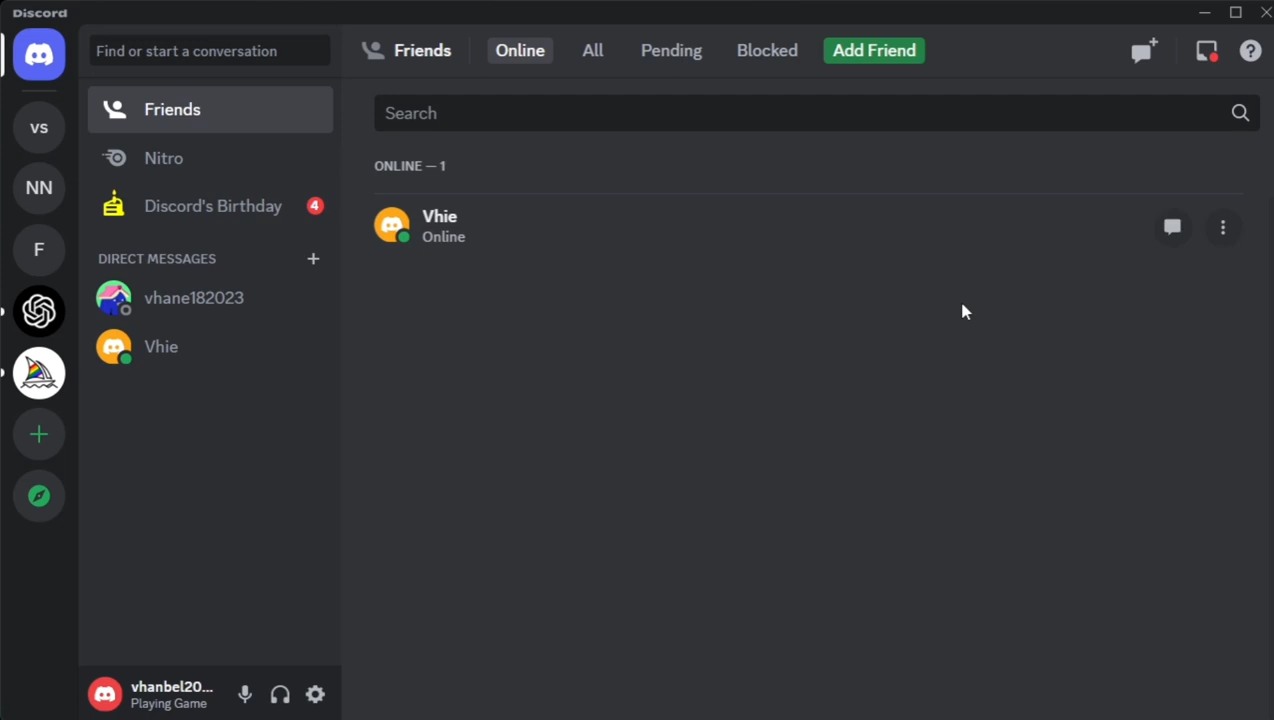 Discord
Find or start a conversation
Friends
Online
All
Pending
Blocked
Add Friend
VS
NN
F
Friends
Nitro
Discord's Birthday
4
DIRECT MESSAGES
vhane182023
Vhie
Search
ONLINE — 1
Vhie
Online
vhanbel20...
Playing Game